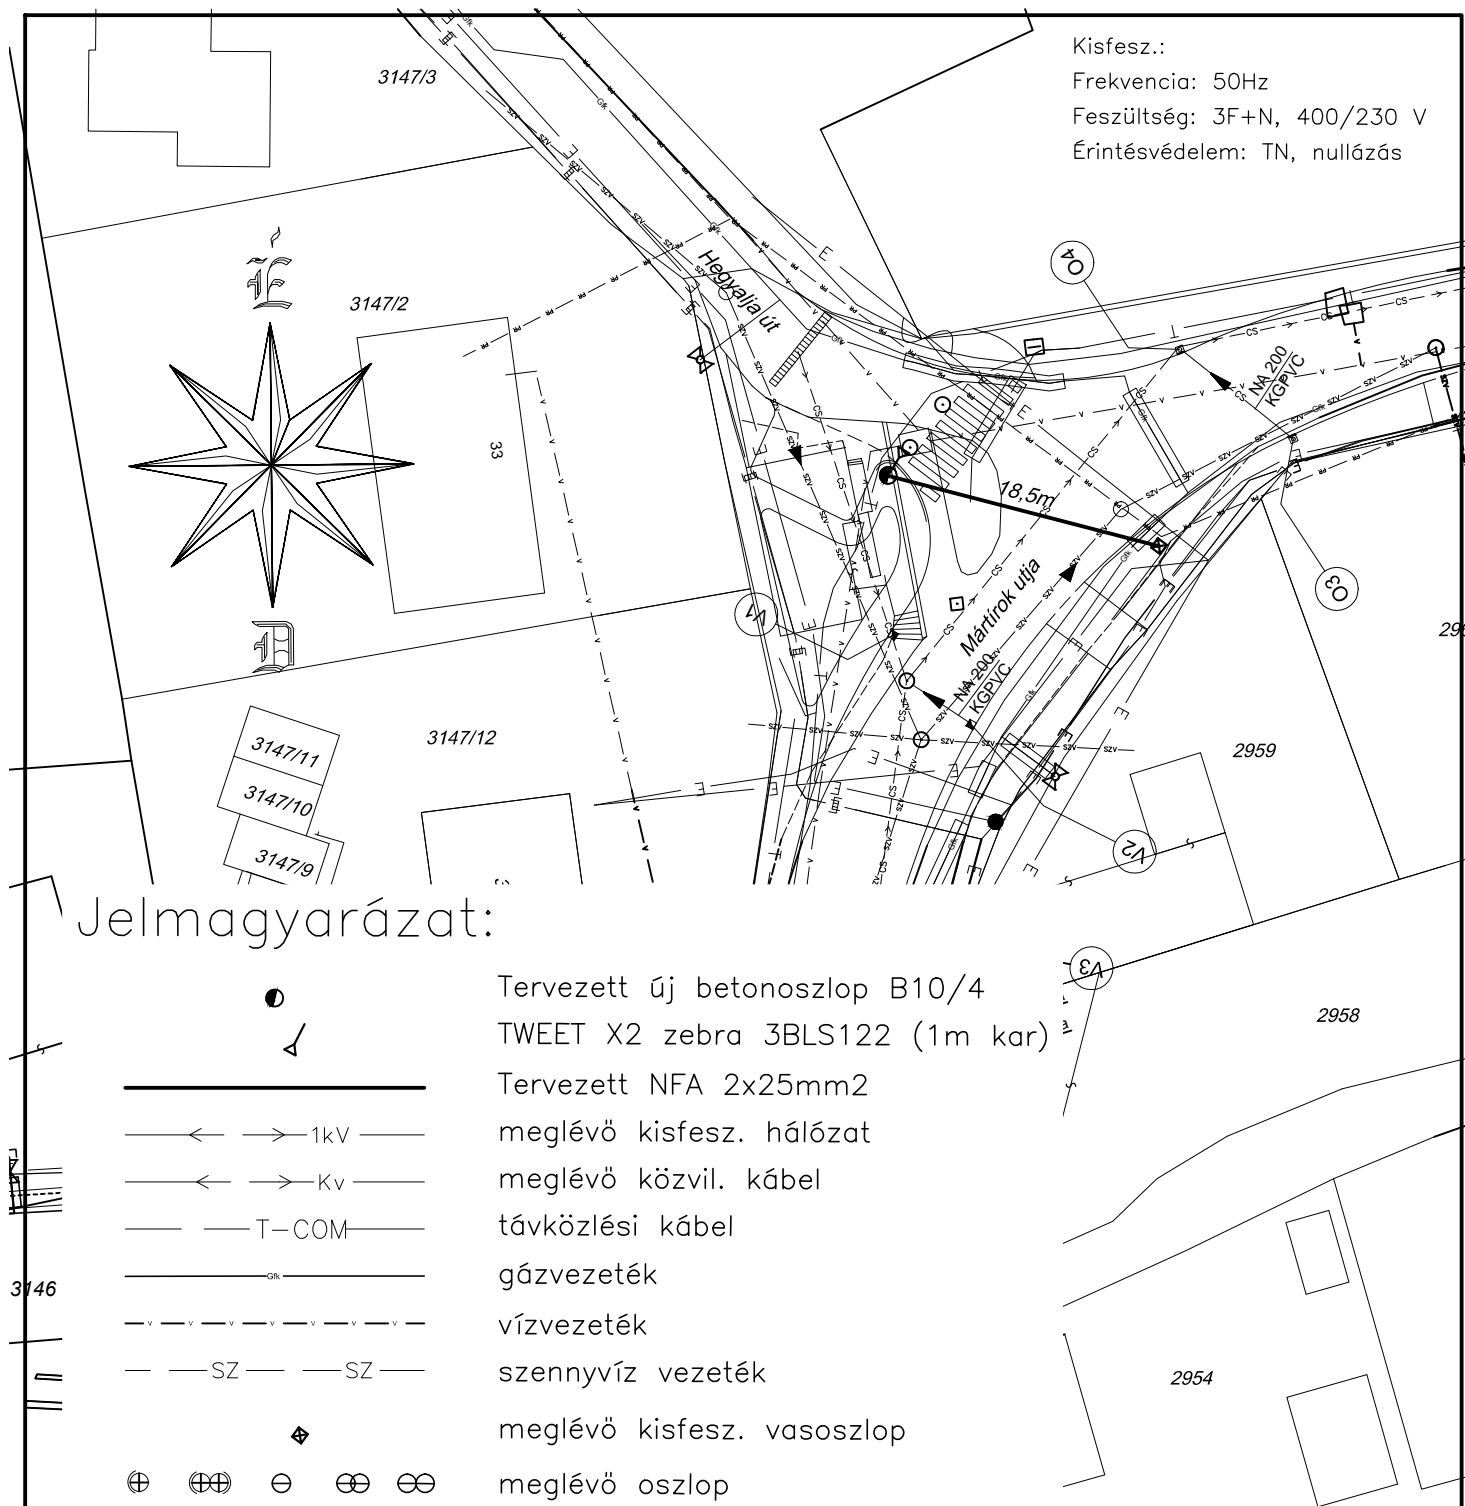 Kisfesz.:
Frekvencia: 50Hz
Feszültség: 3F+N, 400/230 V
Érintésvédelem: TN, nullázás
3147/3
3147/2
Hegyalja út
33
O4
NA 200
KGPVC
18,5m
O3
Mártírok utja
V1
NA 200
KGPVC
3147/12
3147/11
3147/10
3147/9
2959
V2
V3
2958
3146
2954
É
D
Jelmagyarázat:
Tervezett új betonoszlop B10/4
TWEET X2 zebra 3BLS122 (1m kar)
Tervezett NFA 2x25mm2
1kV
meglévő kisfesz. hálózat
Kv
meglévő közvil. kábel
T-COM
távközlési kábel
Gfk
gázvezeték
v v v v v v
vízvezeték
SZ SZ
szennyvíz vezeték
meglévő kisfesz. vasoszlop
meglévő oszlop